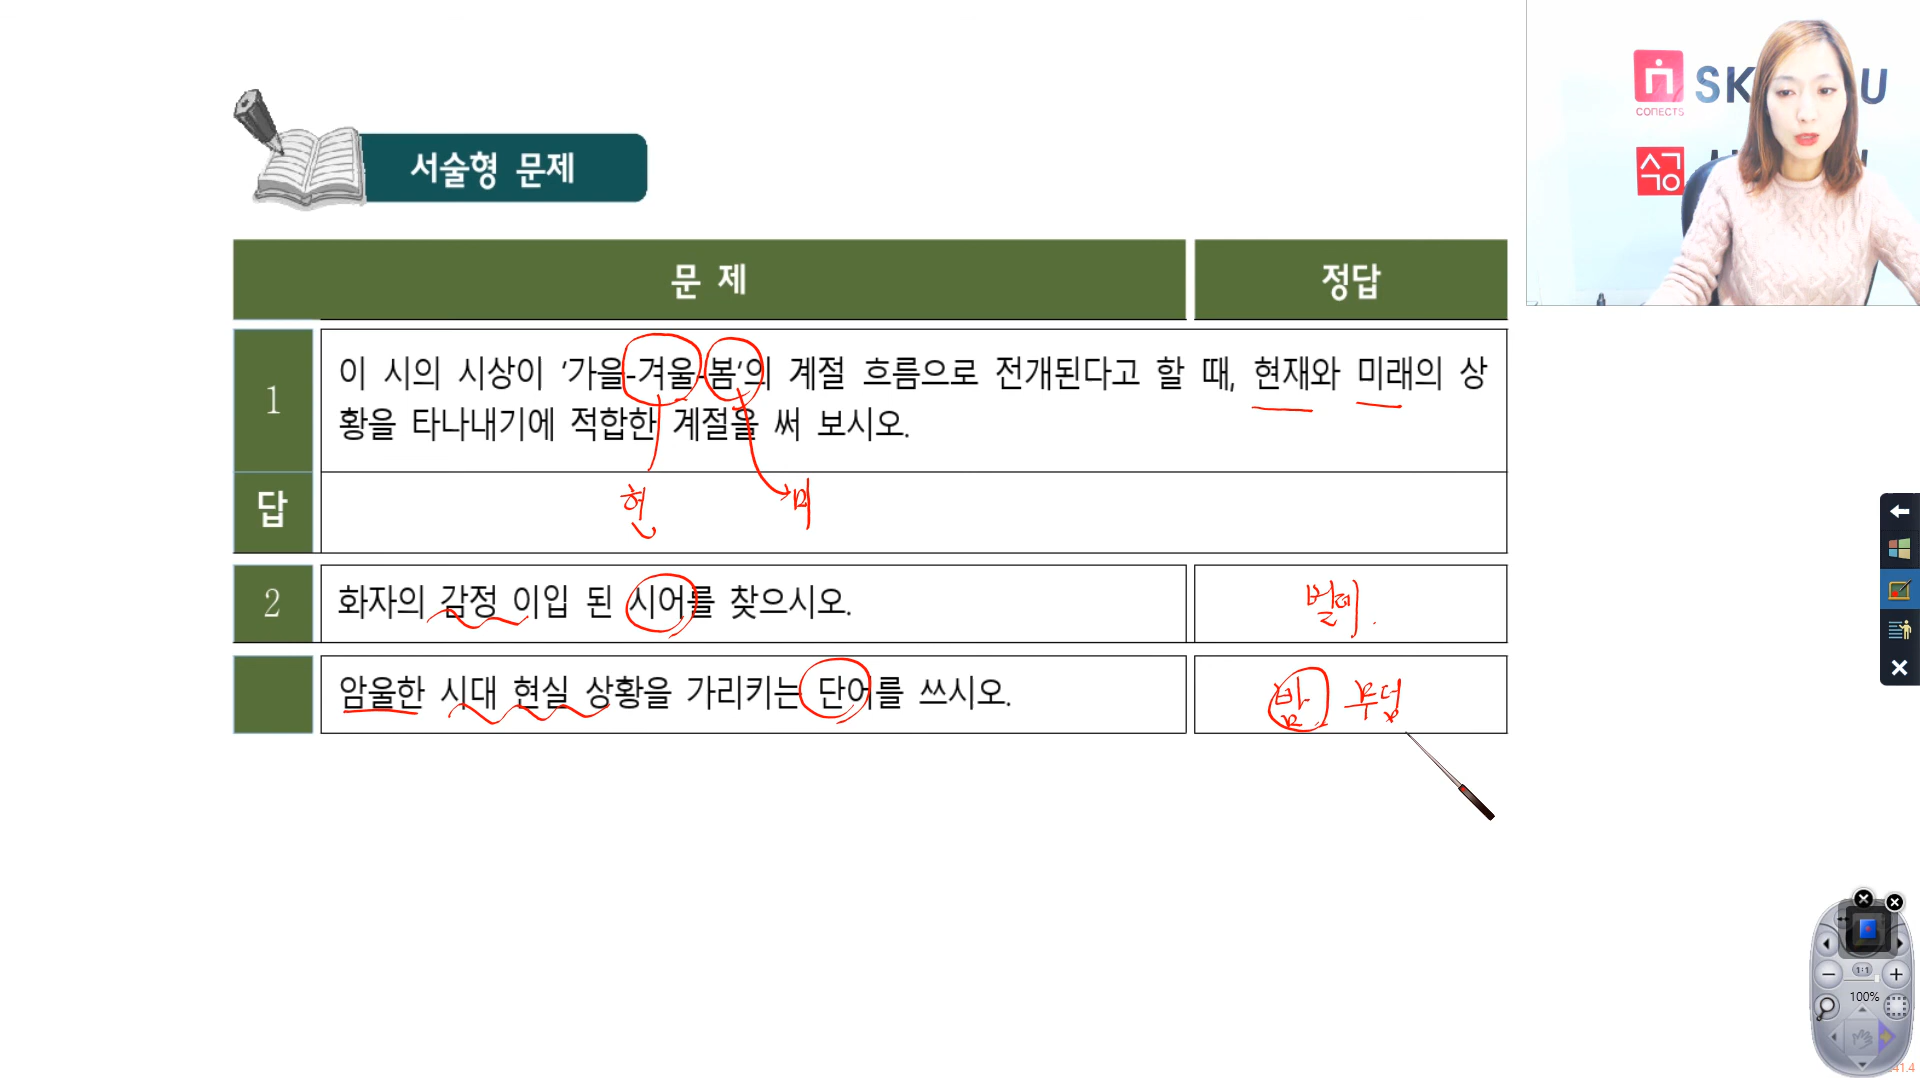 서술형 문제
문 제
정답
1
이 시의 시상이 '가을-겨울-봄'의 계절 흐름으로 전개된다고 할 때, 현재와 미래의 상
황을 타나내기에 적합한 계절을 써 보시오.
답
현
미
2
화자의 감정 이입 된 시어를 찾으시오.
벌레
암울한 시대 현실 상황을 가리키는 단어를 쓰시오.
밤 무덤
SK
U
CONECTS
1:1
100%